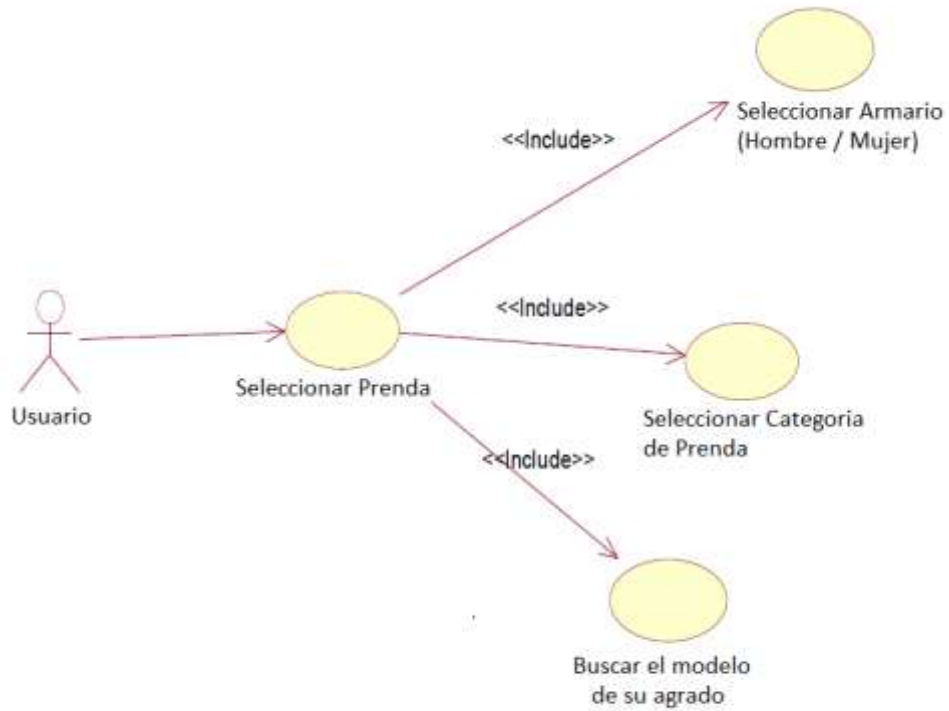 Seleccionar Armario
(Hombre / Mujer)
<<Include>>
<<Include>>
Seleccionar Prenda
Usuario
Seleccionar Categoria
de Prenda
<<Include>>
Buscar el modelo
de su agrado